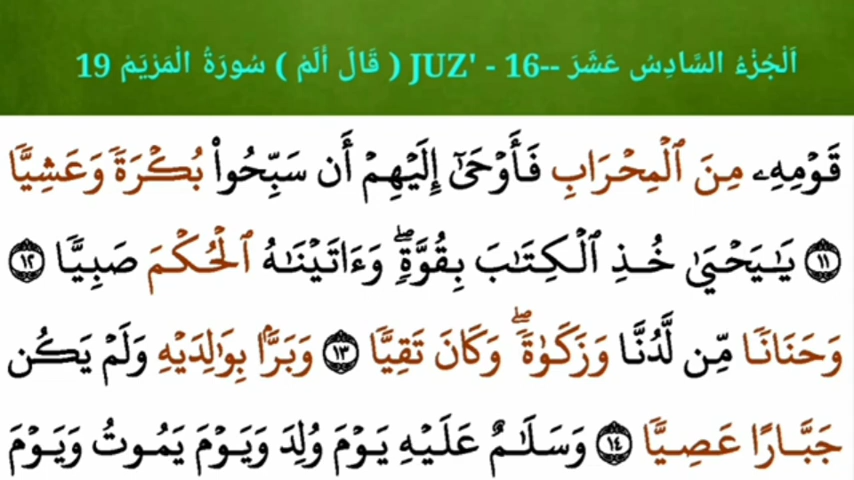 اَلْجُزْءُ السَّادِسُ عَشَرَ --16 - 'JUZ ( قَالَ أَلَمْ ) سُورَةُ الْمَرْيَمْ 19
قَوْمِهِۦ مِنَ ٱلْمِحْرَابِ فَأَوْحَىٰٓ إِلَيْهِمْ أَن سَبِّحُوا۟ بُكْرَةً وَعَشِيًّا
١١ يَـٰيَحْيَىٰ خُذِ ٱلْكِتَـٰبَ بِقُوَّةٍۖ وَءَاتَيْنَـٰهُ ٱلْحُكْمَ صَبِيًّا ١٢
وَحَنَانًا مِّن لَّدُنَّا وَزَكَوٰةًۖ وَكَانَ تَقِيًّا ١٣ وَبَرًّۢا بِوَٰلِدَيْهِ وَلَمْ يَكُن
جَبَّارًا عَصِيًّا ١٤ وَسَلَـٰمٌ عَلَيْهِ يَوْمَ وُلِدَ وَيَوْمَ يَمُوتُ وَيَوْمَ